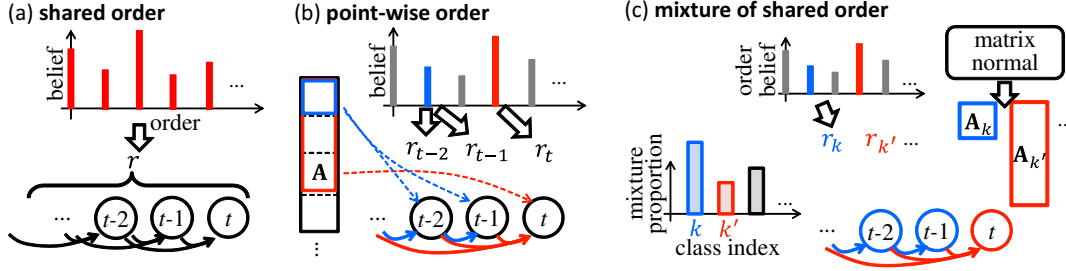 (a) shared order
belief
...
order
r
...
t-2
t-1
t
(b) point-wise order
belief
...
A
r_{t-2}
r_{t-1}
r_t
...
t-2
t-1
t
⋮
(c) mixture of shared order
order
belief
...
r_k
r_{k'}
...
matrix
normal
A_k
A_{k'}
...
mixture
proportion
...
k
k'
class index
...
t-2
t-1
t